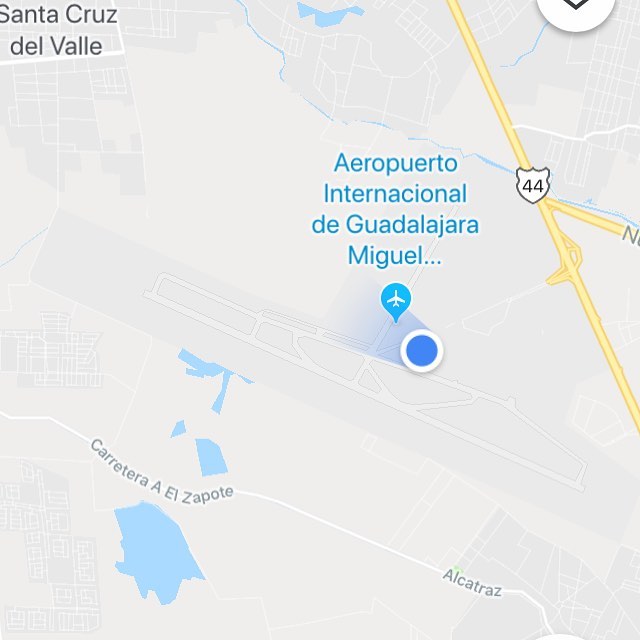 Santa Cruz
del Valle
Aeropuerto
Internacional
de Guadalajara
Miguel...
44
Carretera A El Zapote
Alcatraz